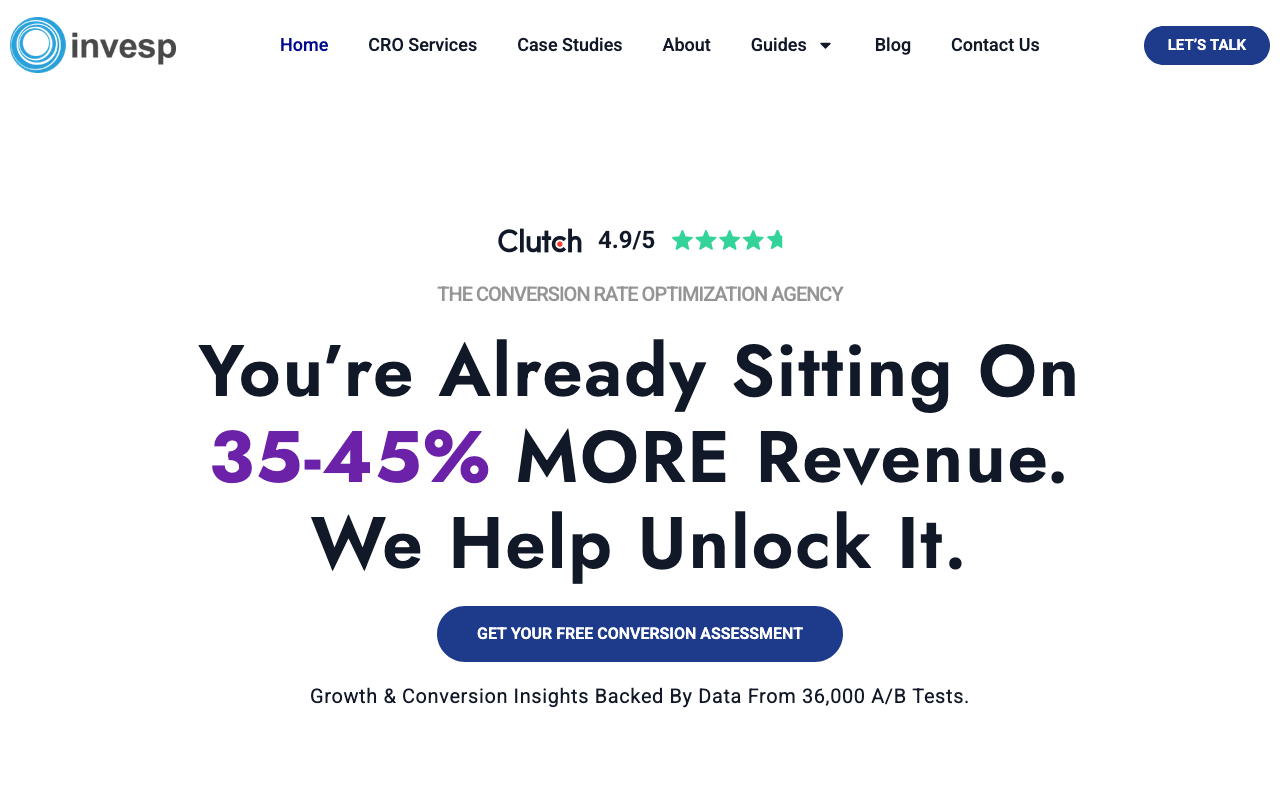 invesp
Home CRO Services Case Studies About Guides Blog Contact Us LET'S TALK
Clutch 4.9/5
THE CONVERSION RATE OPTIMIZATION AGENCY
You’re Already Sitting On
35-45% MORE Revenue.
We Help Unlock It.
GET YOUR FREE CONVERSION ASSESSMENT
Growth & Conversion Insights Backed By Data From 36,000 A/B Tests.